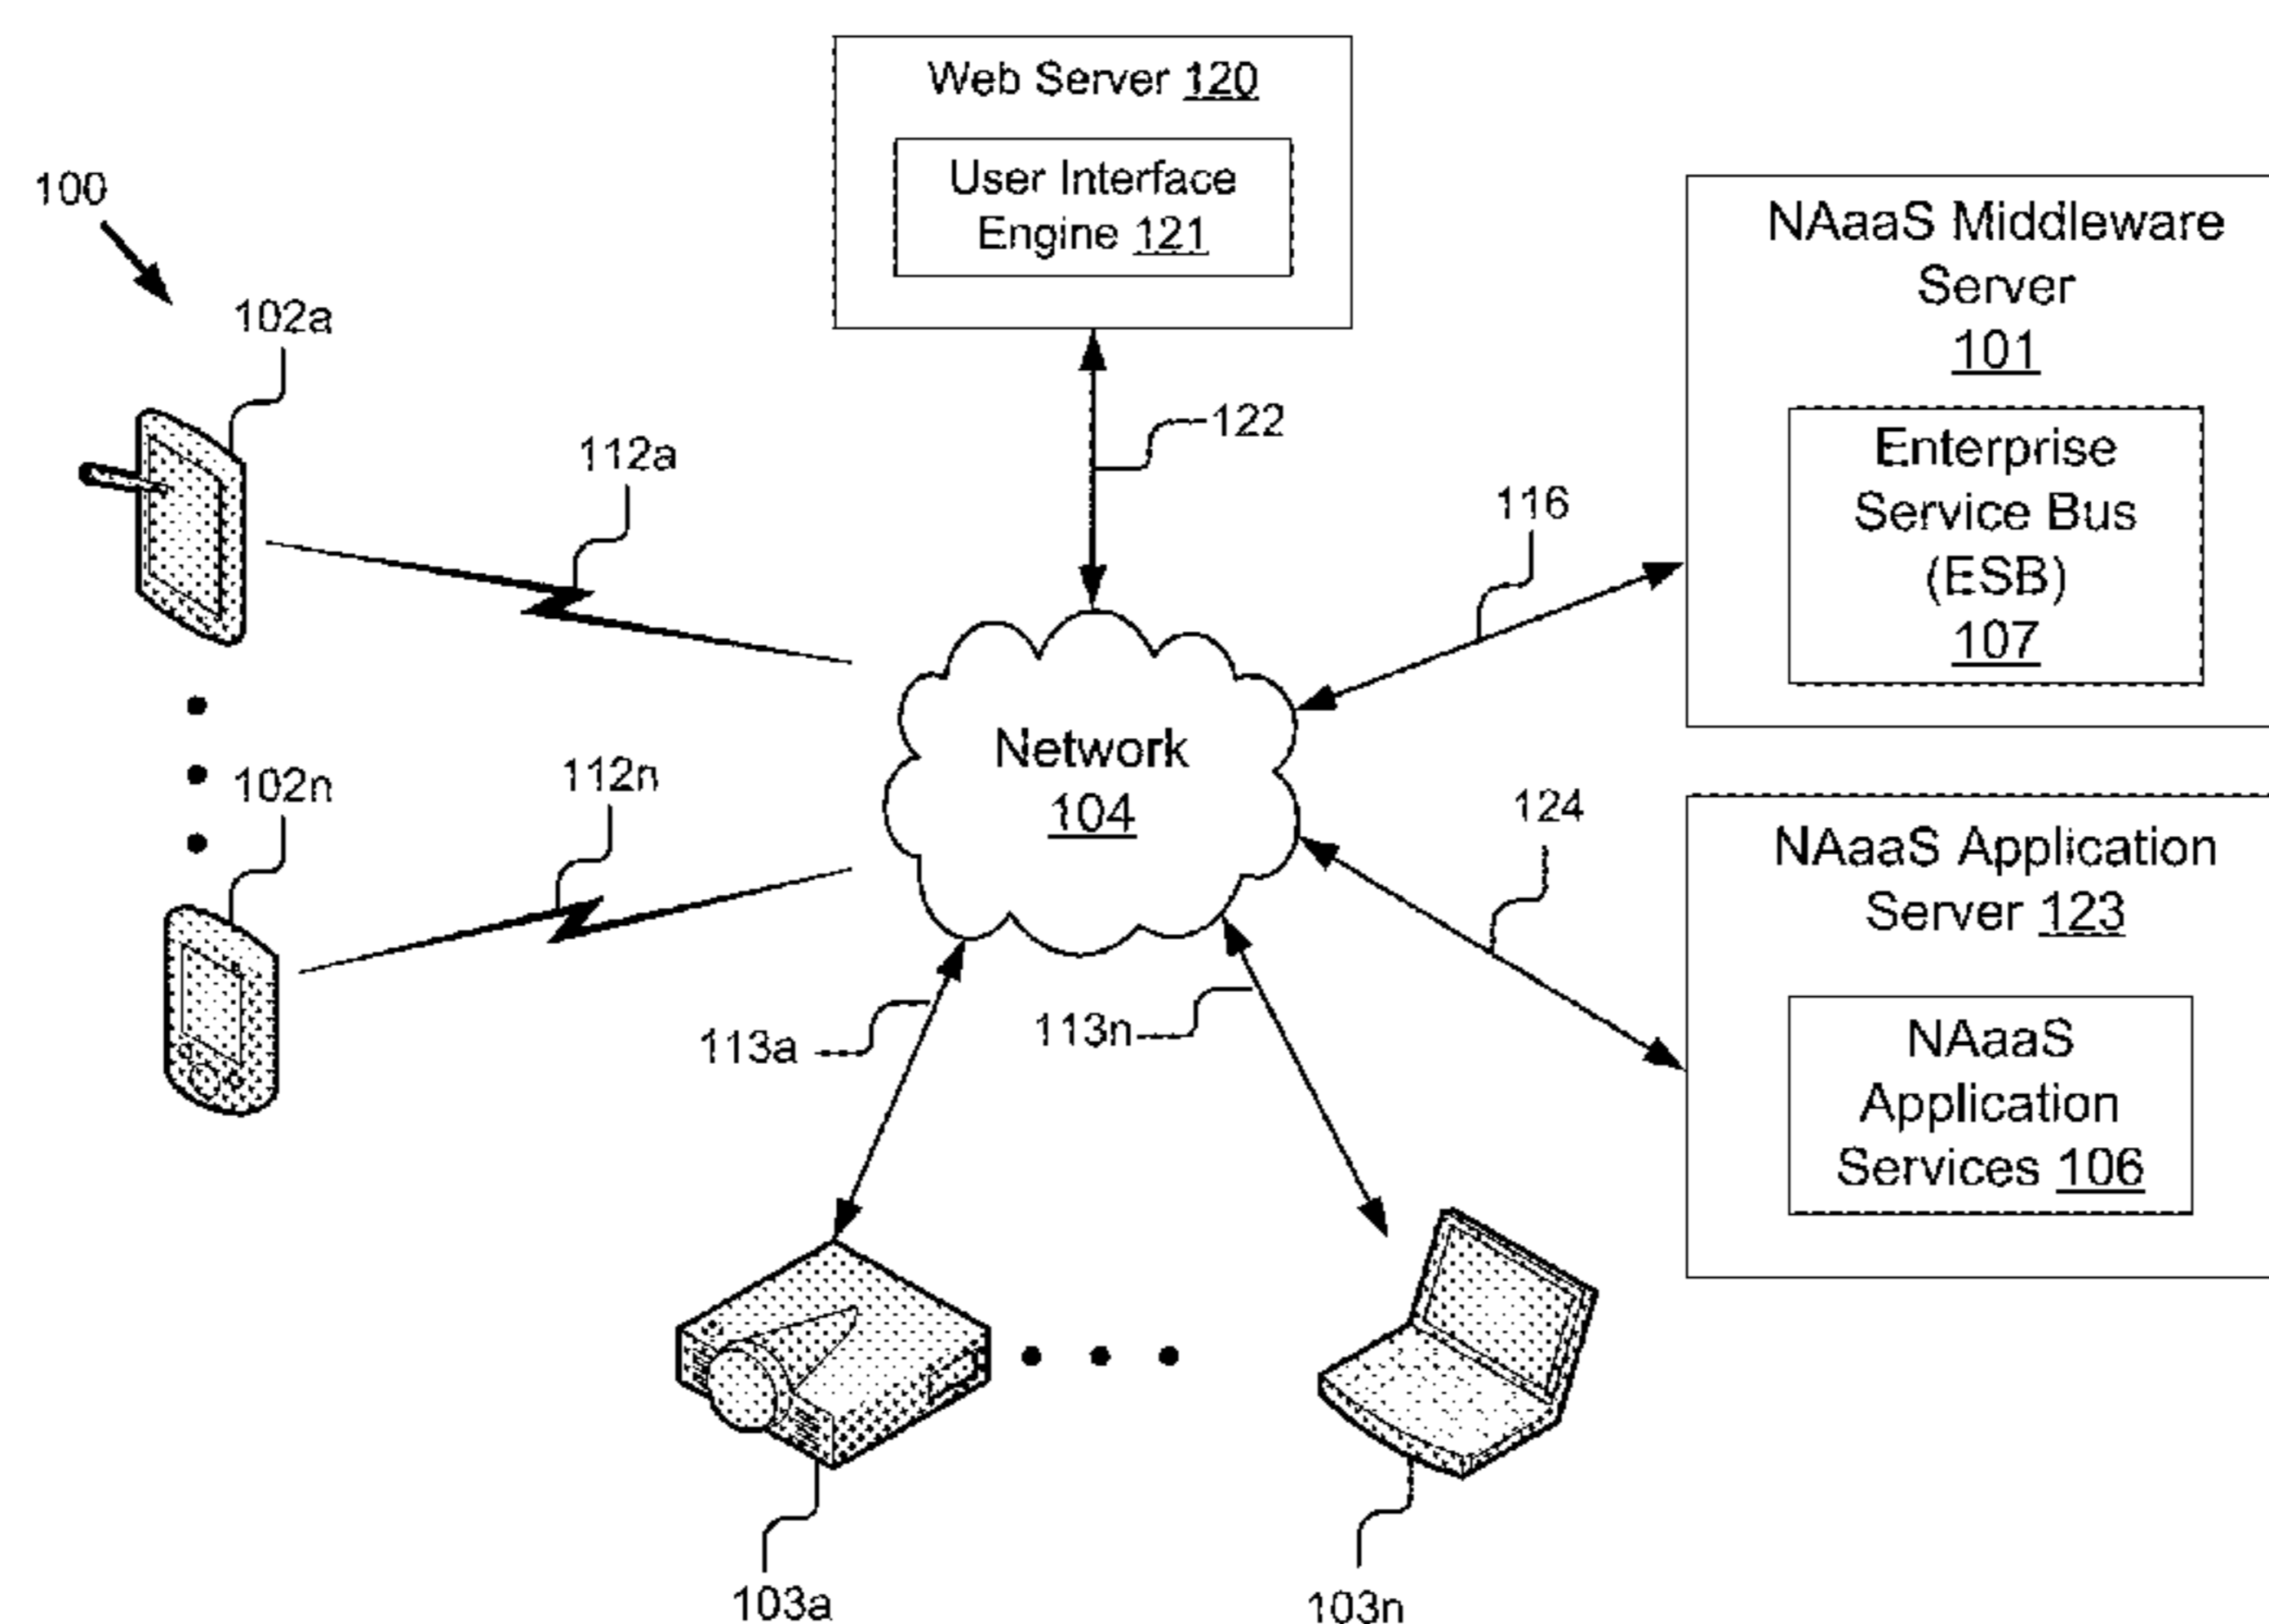 Web Server 120
User Interface
Engine 121
100
NAaaS Middleware
Server
101
Enterprise
Service Bus
(ESB)
107
102a
112a
122
116
Network
104
102n
112n
124
NAaaS Application
Server 123
NAaaS
Application
Services 106
113a
113n
103a
103n